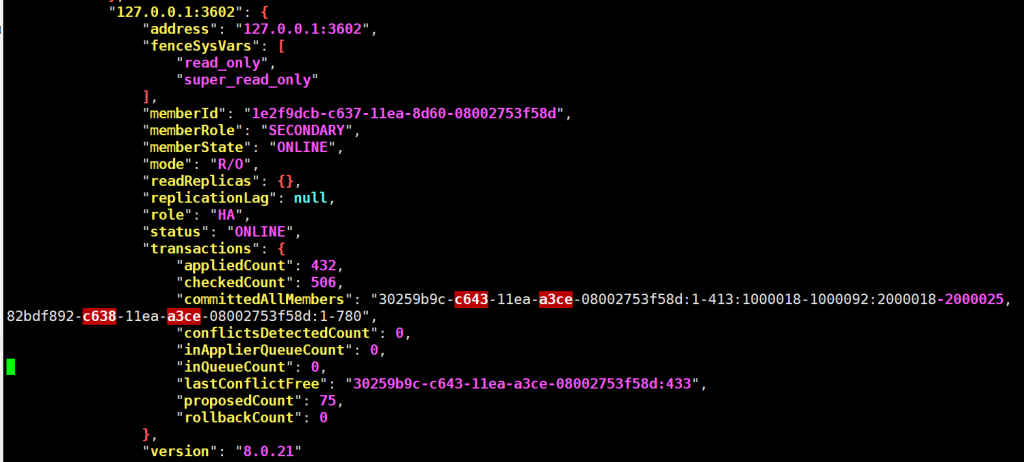 "127.0.0.1:3602": {
"address": "127.0.0.1:3602",
"fenceSysVars": [
"read_only",
"super_read_only"
],
"memberId": "1e2f9dcb-c637-11ea-8d60-08002753f58d",
"memberRole": "SECONDARY",
"memberState": "ONLINE",
"mode": "R/O",
"readReplicas": {},
"replicationLag": null,
"role": "HA",
"status": "ONLINE",
"transactions": {
"appliedCount": 432,
"checkedCount": 506,
"committedAllMembers": "30259b9c-c643-11ea-a3ce-08002753f58d:1-413:1000018-1000092:2000018-2000025,
82bdf892-c638-11ea-a3ce-08002753f58d:1-780",
"conflictsDetectedCount": 0,
"inApplierQueueCount": 0,
"inQueueCount": 0,
"lastConflictFree": "30259b9c-c643-11ea-a3ce-08002753f58d:433",
"proposedCount": 75,
"rollbackCount": 0
},
"version": "8.0.21"